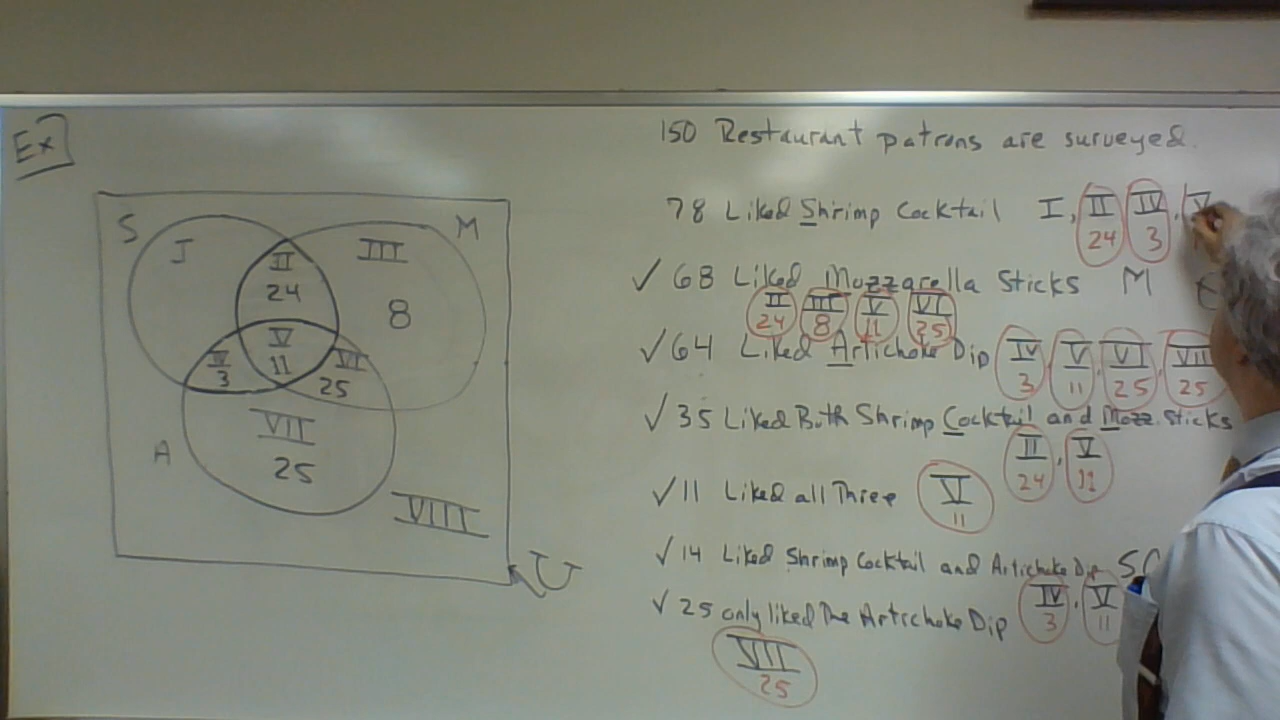 Ex
150 Restaurant patrons are surveyed.
78 Liked Shrimp Cocktail I, II, IV, V
24 3
✓ 68 Liked Mozzarella Sticks M
II III V VI
24 8 11 25
✓ 64 Liked Artichoke Dip IV, V, VI, VII
3 11 25 25
✓ 35 Liked Both Shrimp Cocktail and Mozz. Sticks
II, V
24 11
✓ 11 Liked all Three V
11
✓ 14 Liked Shrimp Cocktail and Artichoke Dip S
IV, V
3 11
✓ 25 only liked The Artichoke Dip
VII
25
S
M
I
II
24
III
8
V
11
IV
3
VI
25
VII
25
A
VIII
U